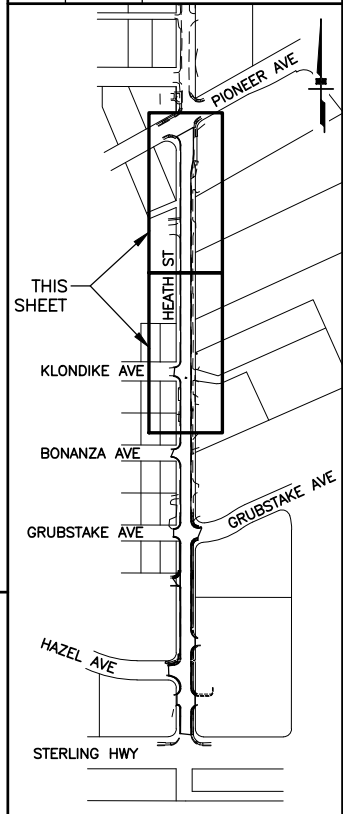 PIONEER AVE
HEATH ST
THIS
SHEET
KLONDIKE AVE
BONANZA AVE
GRUBSTAKE AVE
GRUBSTAKE AVE
HAZEL AVE
STERLING HWY